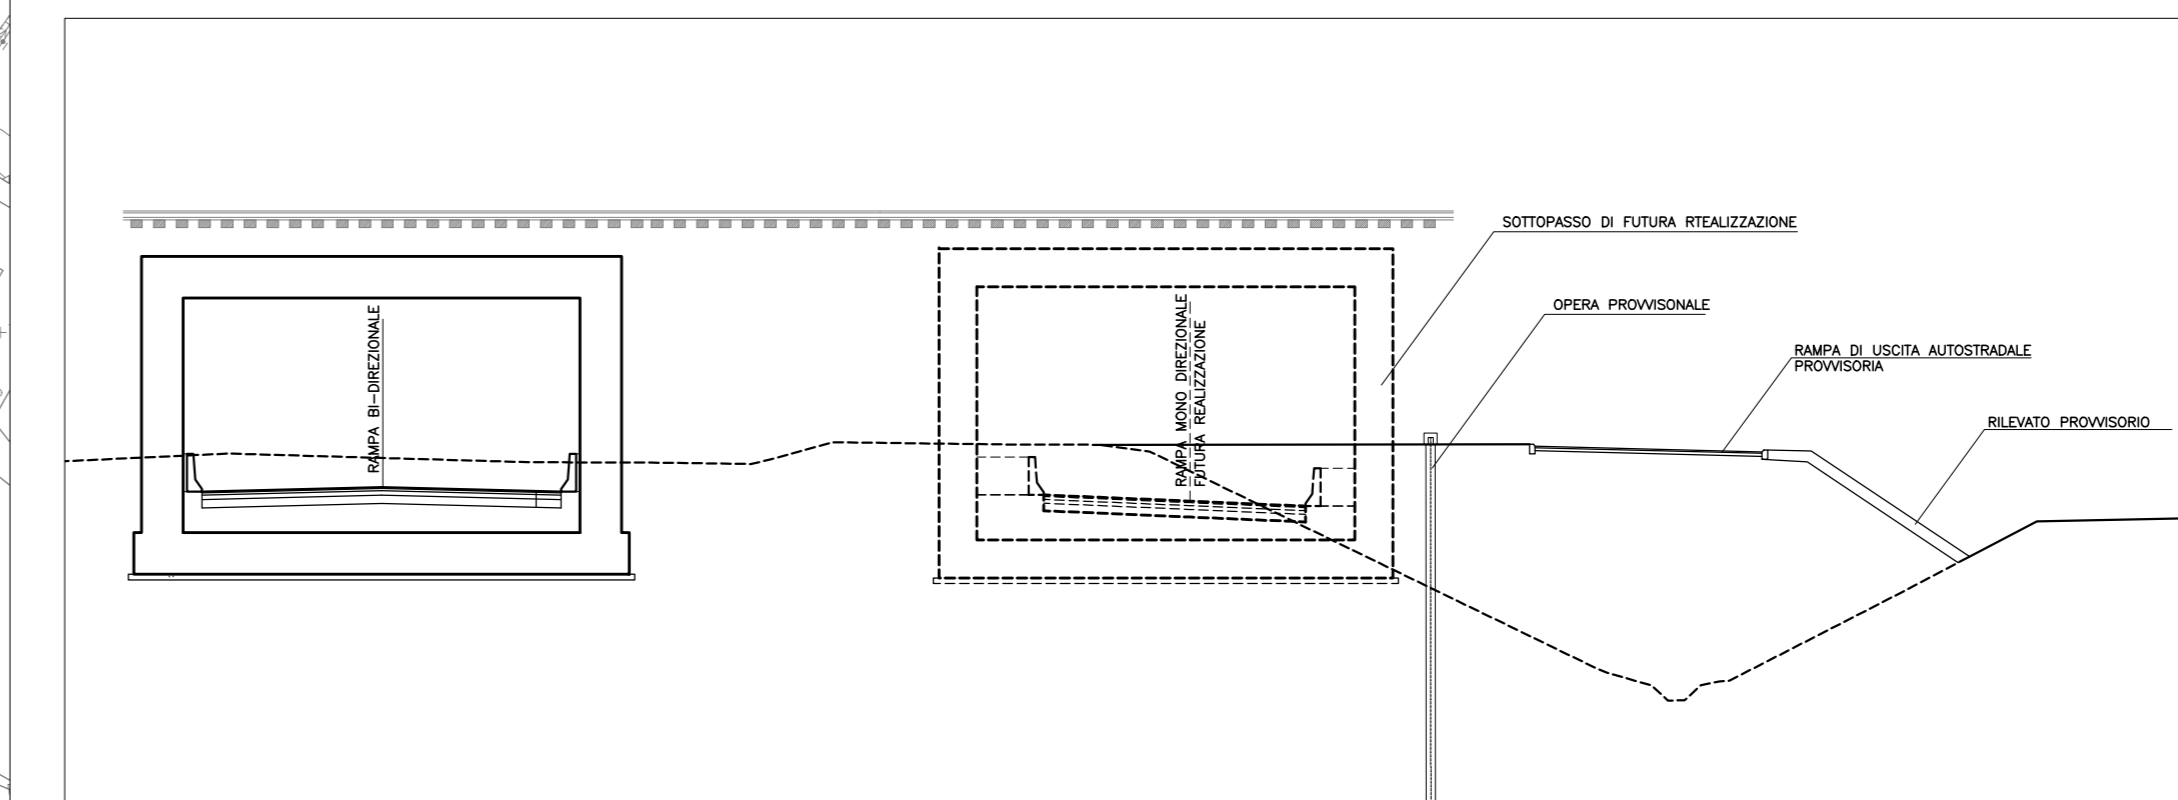 SOTTOPASSO DI FUTURA RTEALIZZAZIONE
OPERA PROVVISONALE
RAMPA DI USCITA AUTOSTRADALE
PROVVISORIA
RILEVATO PROVVISORIO
RAMPA BI-DIREZIONALE
RAMPA MONO DIREZIONALE
FUTURA REALIZZAZIONE